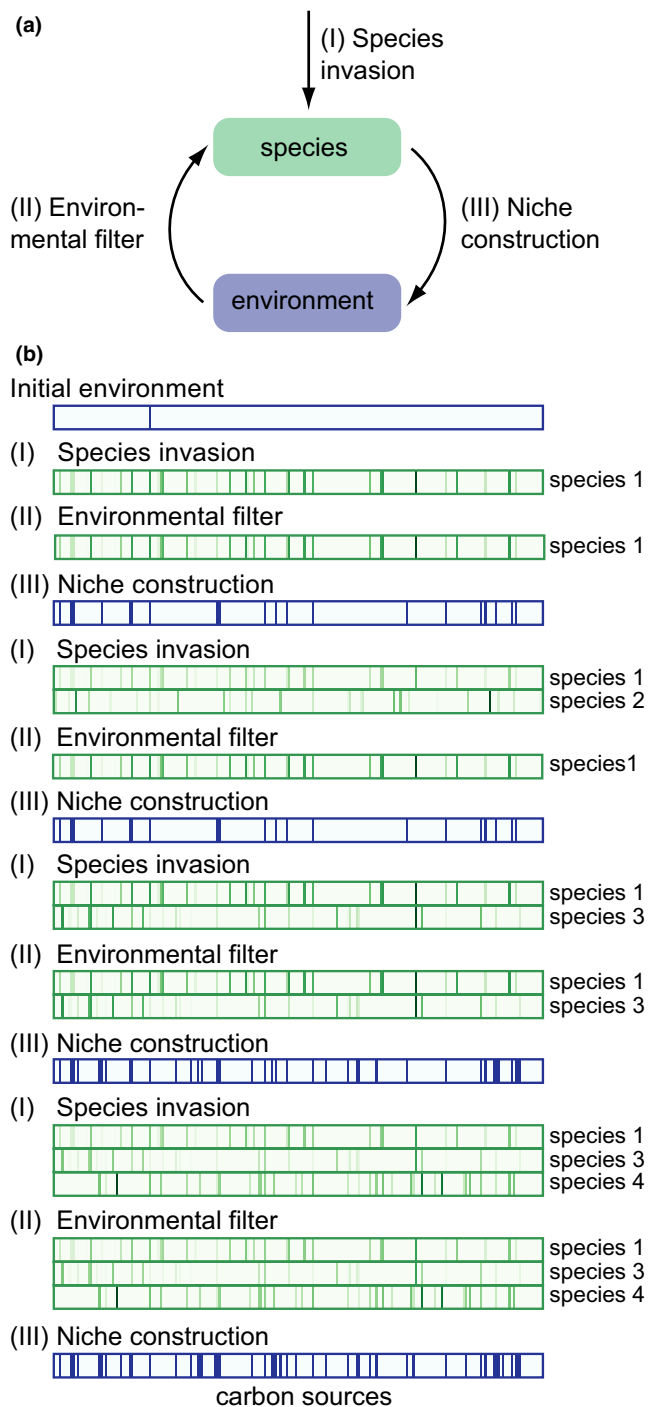 (a)
(I) Species
invasion
species
(II) Environ-
mental filter
(III) Niche
construction
environment
(b)
Initial environment
(I) Species invasion
species 1
(II) Environmental filter
species 1
(III) Niche construction
(I) Species invasion
species 1
species 2
(II) Environmental filter
species1
(III) Niche construction
(I) Species invasion
species 1
species 3
(II) Environmental filter
species 1
species 3
(III) Niche construction
(I) Species invasion
species 1
species 3
species 4
(II) Environmental filter
species 1
species 3
species 4
(III) Niche construction
carbon sources